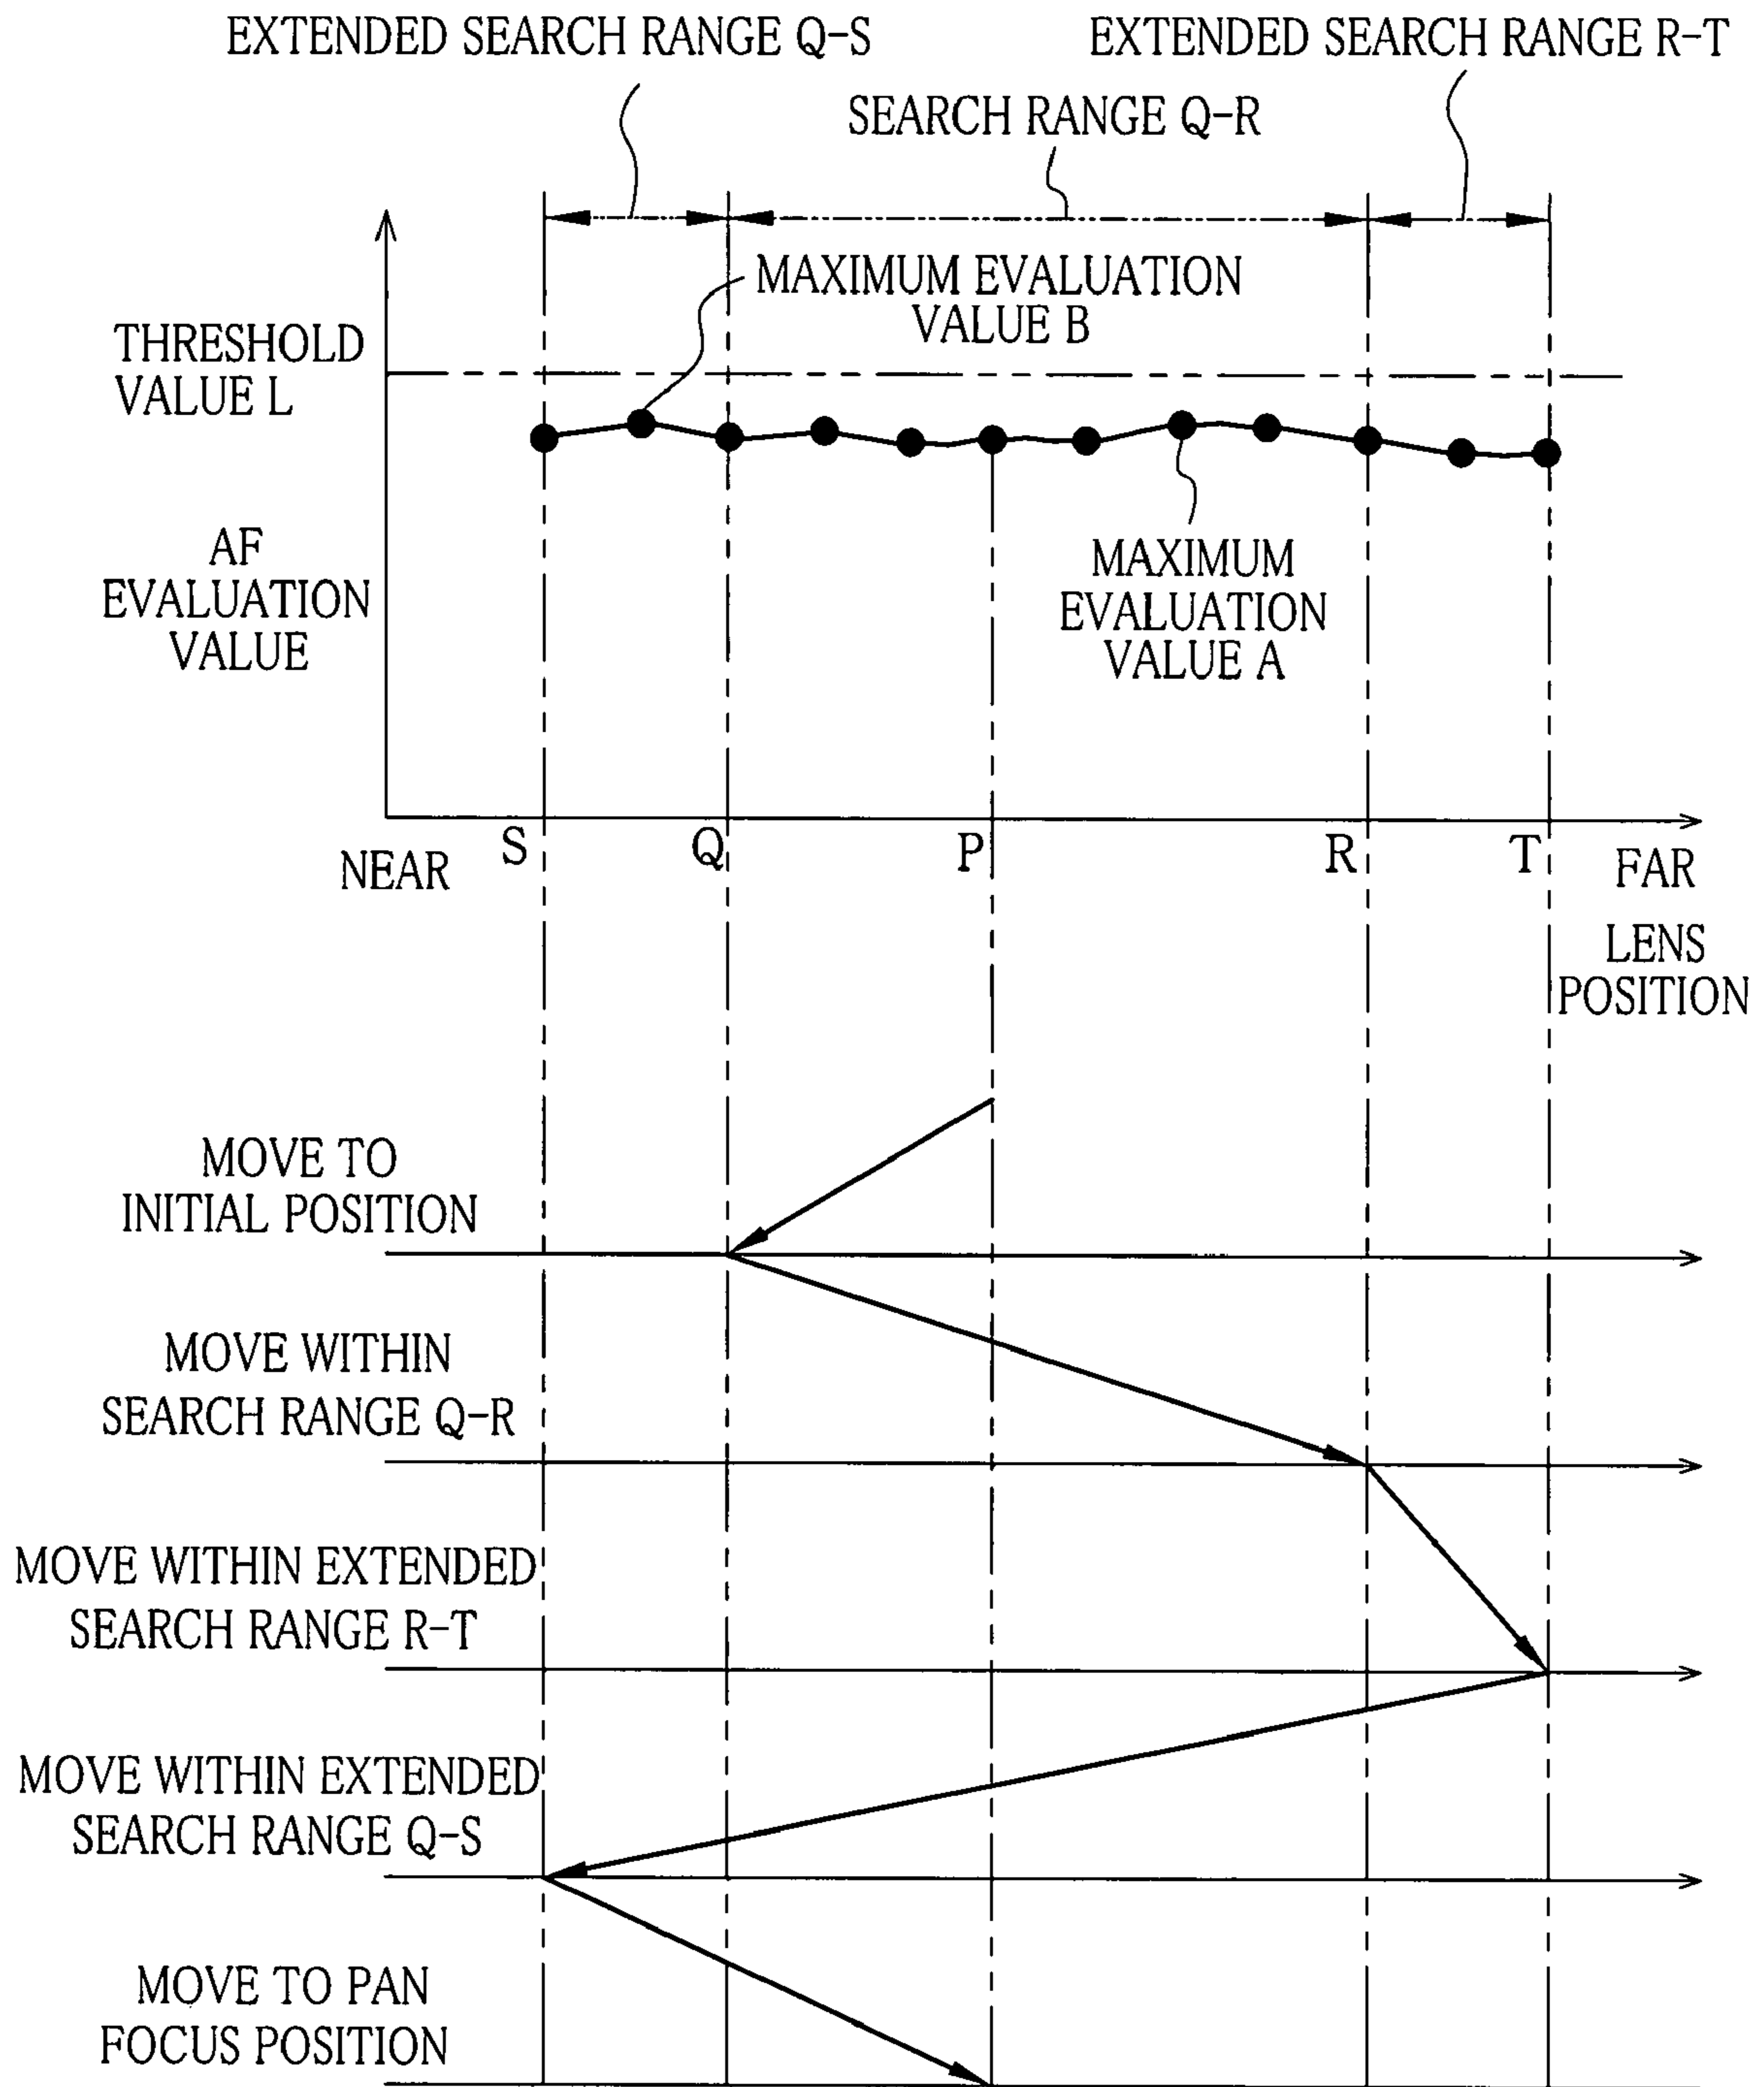 EXTENDED SEARCH RANGE Q-S
EXTENDED SEARCH RANGE R-T
SEARCH RANGE Q-R
MAXIMUM EVALUATION
VALUE B
THRESHOLD
VALUE L
AF
EVALUATION
VALUE
MAXIMUM
EVALUATION
VALUE A
S
Q
P
R
T
NEAR
FAR
LENS
POSITION
MOVE TO
INITIAL POSITION
MOVE WITHIN
SEARCH RANGE Q-R
MOVE WITHIN EXTENDED
SEARCH RANGE R-T
MOVE WITHIN EXTENDED
SEARCH RANGE Q-S
MOVE TO PAN
FOCUS POSITION